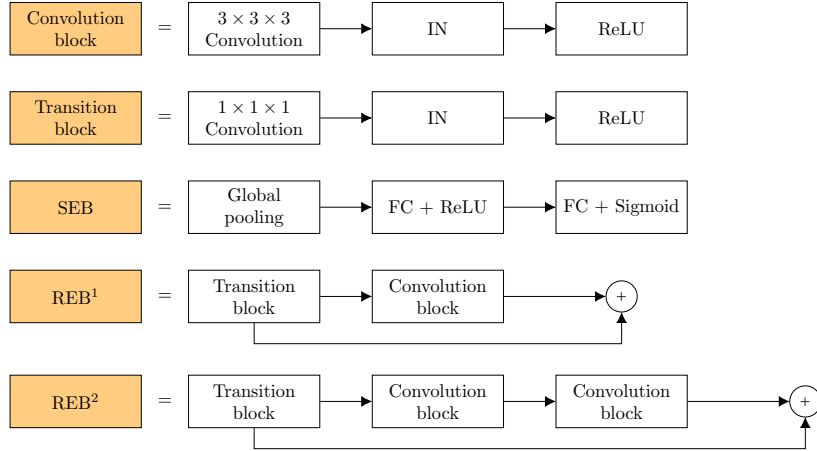 Convolution
block
=
3 × 3 × 3
Convolution
IN
ReLU
Transition
block
=
1 × 1 × 1
Convolution
IN
ReLU
SEB
=
Global
pooling
FC + ReLU
FC + Sigmoid
REB¹
=
Transition
block
Convolution
block
+
REB²
=
Transition
block
Convolution
block
Convolution
block
+